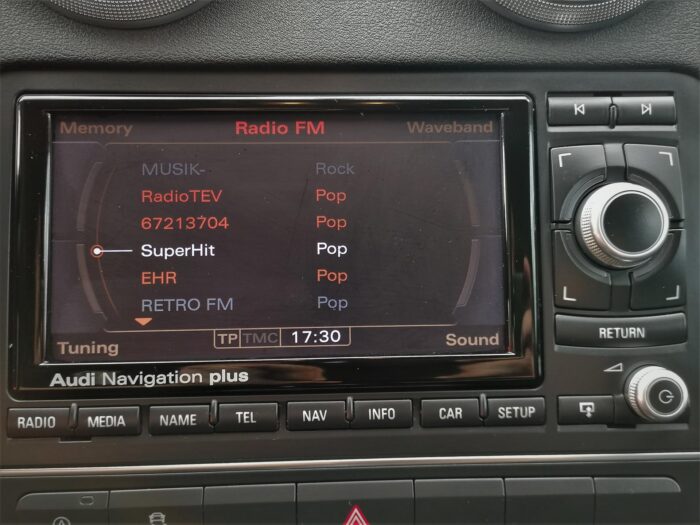 Memory Radio FM Waveband
MUSIK- Rock
RadioTEV Pop
67213704 Pop
SuperHit Pop
EHR Pop
RETRO FM Pop
Tuning TP TMC 17:30 Sound
Audi Navigation plus
RETURN
RADIO MEDIA NAME TEL NAV INFO CAR SETUP